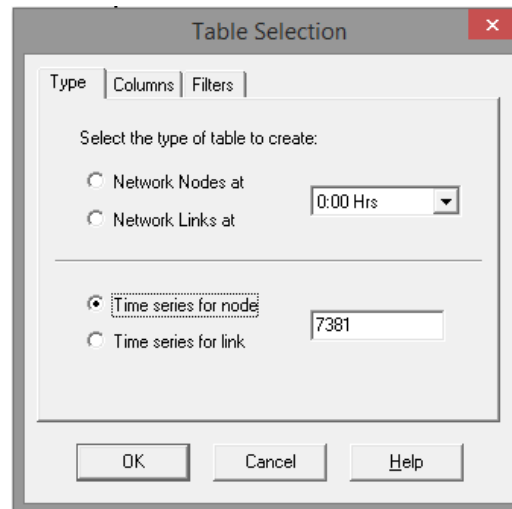 Table Selection
Type Columns Filters
Select the type of table to create:
Network Nodes at
0:00 Hrs
Network Links at
Time series for node
7381
Time series for link
OK Cancel Help